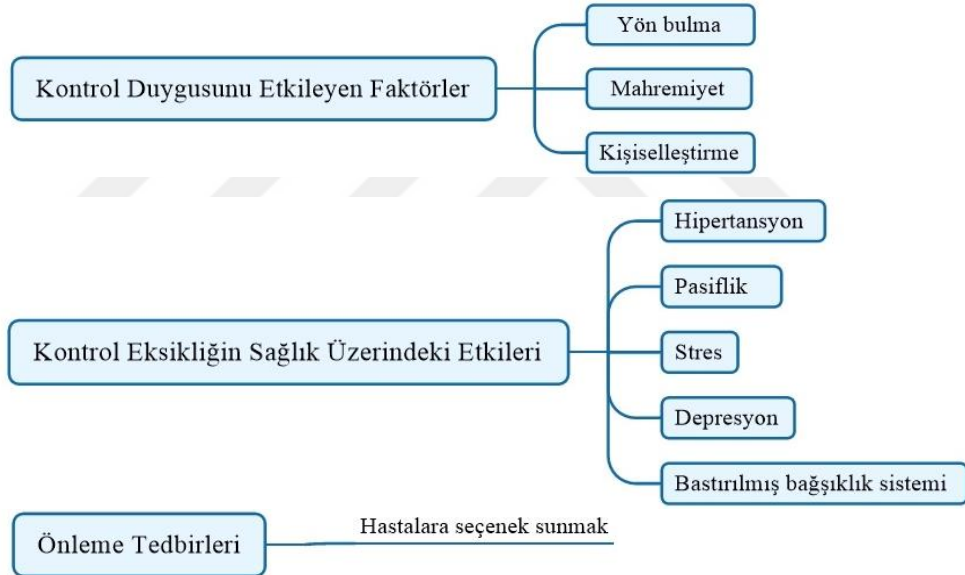 Kontrol Duygusunu Etkileyen Faktörler
Yön bulma
Mahremiyet
Kişiselleştirme
Kontrol Eksikliğin Sağlık Üzerindeki Etkileri
Hipertansyon
Pasiflik
Stres
Depresyon
Bastırılmış bağşıklık sistemi
Önleme Tedbirleri
Hastalara seçenek sunmak